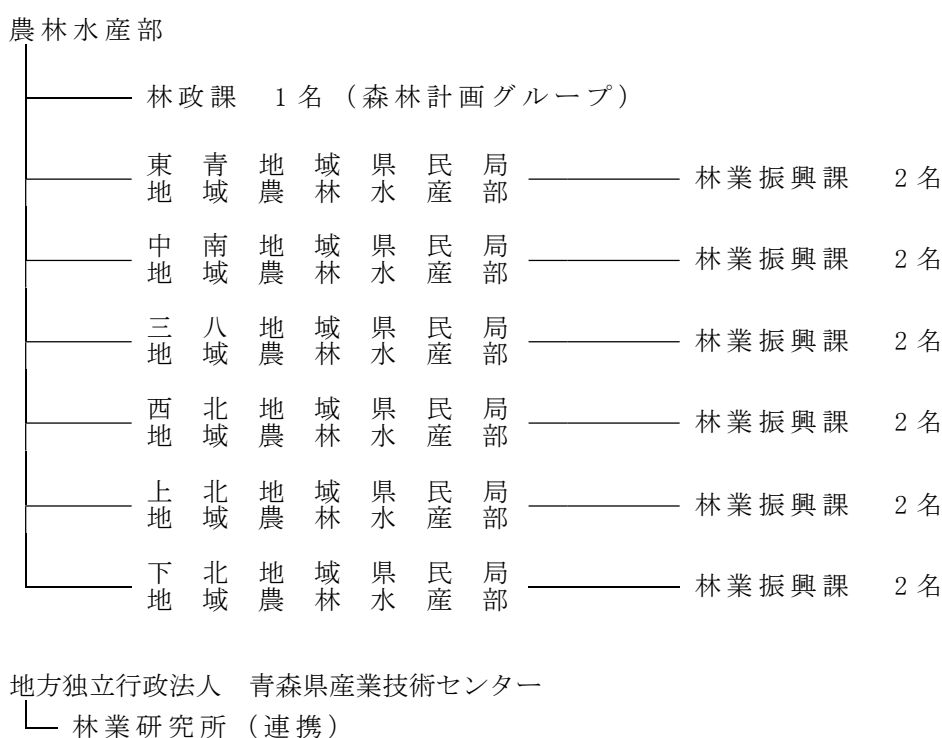 農林水産部
林政課 1名（森林計画グループ）
東青地域県民局
地域農林水産部 林業振興課 2名
中南地域県民局
地域農林水産部 林業振興課 2名
三八地域県民局
地域農林水産部 林業振興課 2名
西北地域県民局
地域農林水産部 林業振興課 2名
上北地域県民局
地域農林水産部 林業振興課 2名
下北地域県民局
地域農林水産部 林業振興課 2名
地方独立行政法人 青森県産業技術センター
林業研究所（連携）